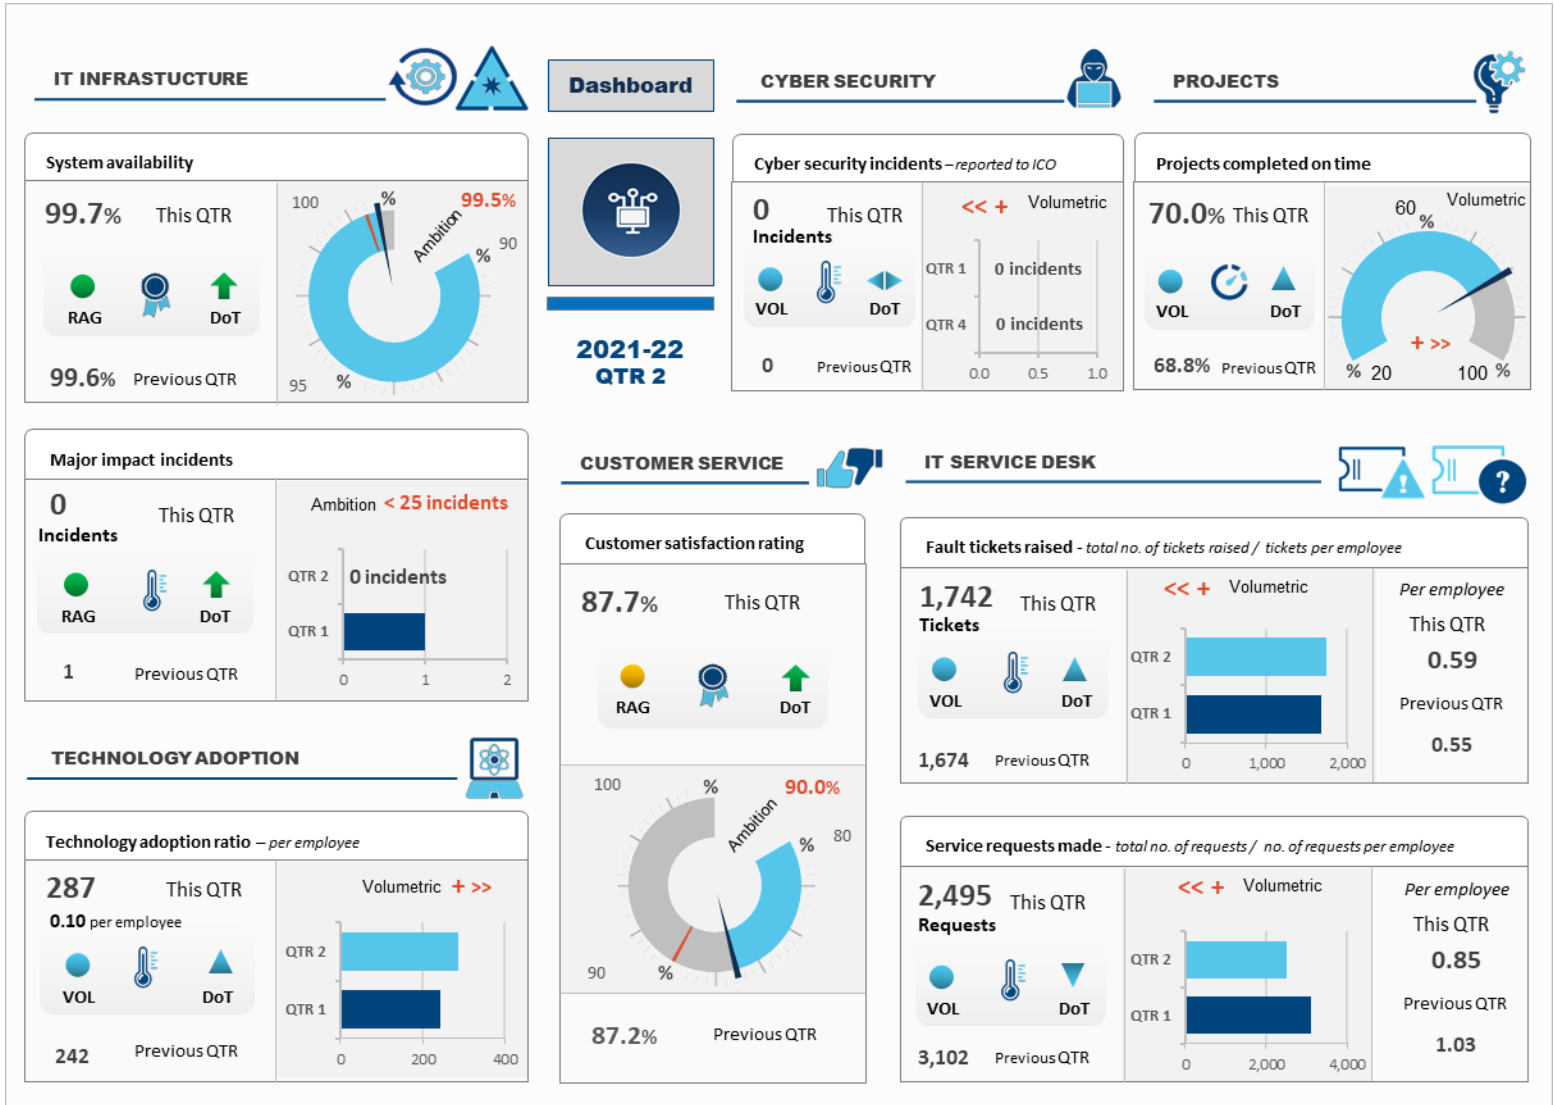 IT INFRASTUCTURE
Dashboard
CYBER SECURITY
PROJECTS
System availability
99.7% This QTR
RAG DoT
99.6% Previous QTR
100 % 99.5%
Ambition
% 90
95 %
2021-22
QTR 2
Cyber security incidents – reported to ICO
0 This QTR
Incidents
VOL DoT
0 Previous QTR
<< + Volumetric
QTR 1 0 incidents
QTR 4 0 incidents
0.0 0.5 1.0
Projects completed on time
70.0% This QTR
VOL DoT
68.8% Previous QTR
Volumetric
60 %
+ >>
% 20 100 %
Major impact incidents
0 This QTR
Incidents
RAG DoT
1 Previous QTR
Ambition < 25 incidents
QTR 2 0 incidents
QTR 1
0 1 2
TECHNOLOGY ADOPTION
Technology adoption ratio – per employee
287 This QTR
0.10 per employee
VOL DoT
242 Previous QTR
Volumetric + >>
QTR 2
QTR 1
0 200 400
CUSTOMER SERVICE
Customer satisfaction rating
87.7% This QTR
RAG DoT
100 % 90.0%
Ambition
% 80
90 %
87.2% Previous QTR
IT SERVICE DESK
?
!
Fault tickets raised - total no. of tickets raised / tickets per employee
1,742 This QTR
Tickets
VOL DoT
1,674 Previous QTR
<< + Volumetric
QTR 2
QTR 1
0 1,000 2,000
Per employee
This QTR
0.59
Previous QTR
0.55
Service requests made - total no. of requests / no. of requests per employee
2,495 This QTR
Requests
VOL DoT
3,102 Previous QTR
<< + Volumetric
QTR 2
QTR 1
0 2,000 4,000
Per employee
This QTR
0.85
Previous QTR
1.03